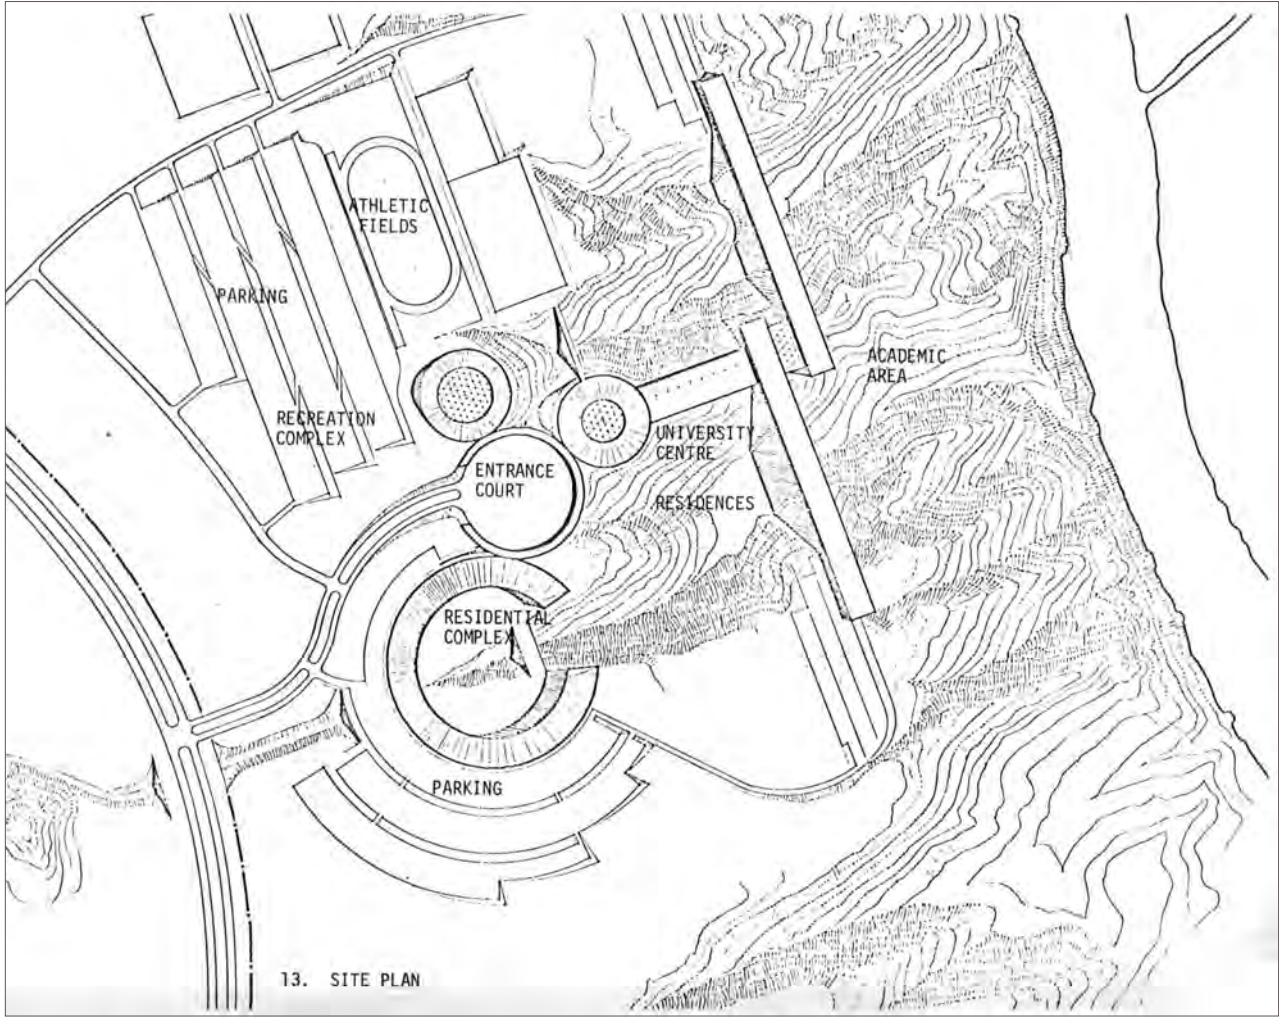 ATHLETIC
FIELDS
PARKING
ACADEMIC
AREA
RECREATION
COMPLEX
UNIVERSITY
CENTRE
ENTRANCE
COURT
RESIDENCES
RESIDENTIAL
COMPLEX
PARKING
13. SITE PLAN